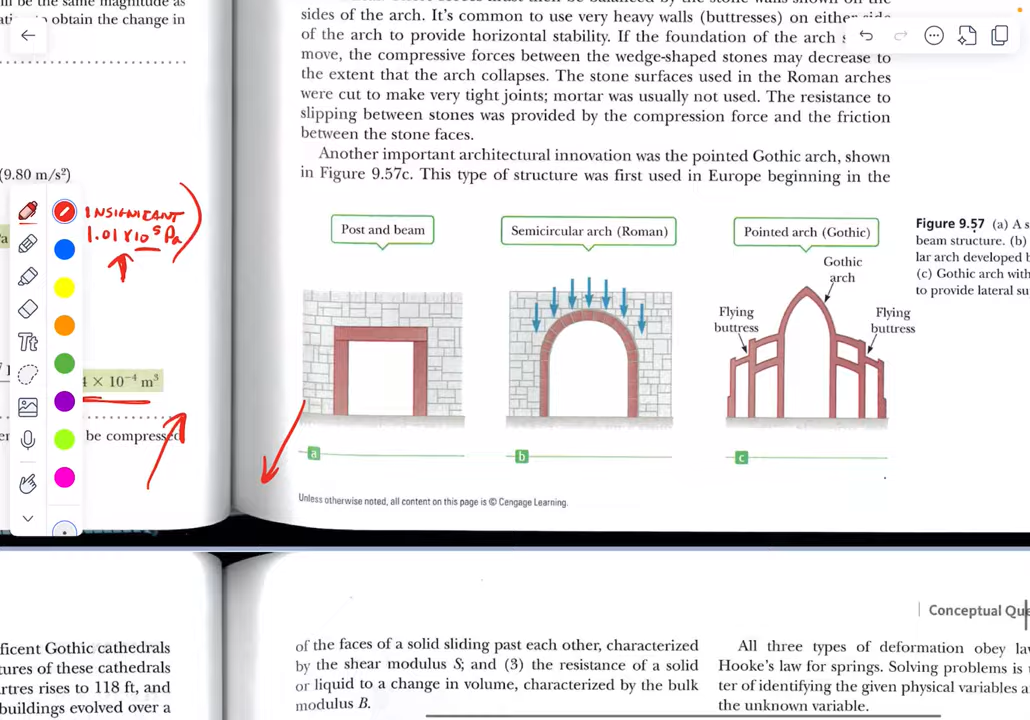 ill be the same magnitude as
obtain the change in
(9.80 m/s²)
INSIGNIFICANT
1.01 × 10⁵ Pa
4 × 10⁻⁴ m³
be compressed
sides of the arch. It's common to use very heavy walls (buttresses) on either side
of the arch to provide horizontal stability. If the foundation of the arch s
move, the compressive forces between the wedge-shaped stones may decrease to
the extent that the arch collapses. The stone surfaces used in the Roman arches
were cut to make very tight joints; mortar was usually not used. The resistance to
slipping between stones was provided by the compression force and the friction
between the stone faces.
Another important architectural innovation was the pointed Gothic arch, shown
in Figure 9.57c. This type of structure was first used in Europe beginning in the
Post and beam
Semicircular arch (Roman)
Pointed arch (Gothic)
Gothic
arch
Flying
buttress
Flying
buttress
a
b
c
Figure 9.57 (a) A s
beam structure. (b)
lar arch developed b
(c) Gothic arch with
to provide lateral su
Unless otherwise noted, all content on this page is © Cengage Learning.
Tt
Conceptual Que
ficent Gothic cathedrals
tures of these cathedrals
rtres rises to 118 ft, and
buildings evolved over a
of the faces of a solid sliding past each other, characterized
by the shear modulus S; and (3) the resistance of a solid
or liquid to a change in volume, characterized by the bulk
modulus B.
All three types of deformation obey la
Hooke's law for springs. Solving problems is
ter of identifying the given physical variables a
the unknown variable.